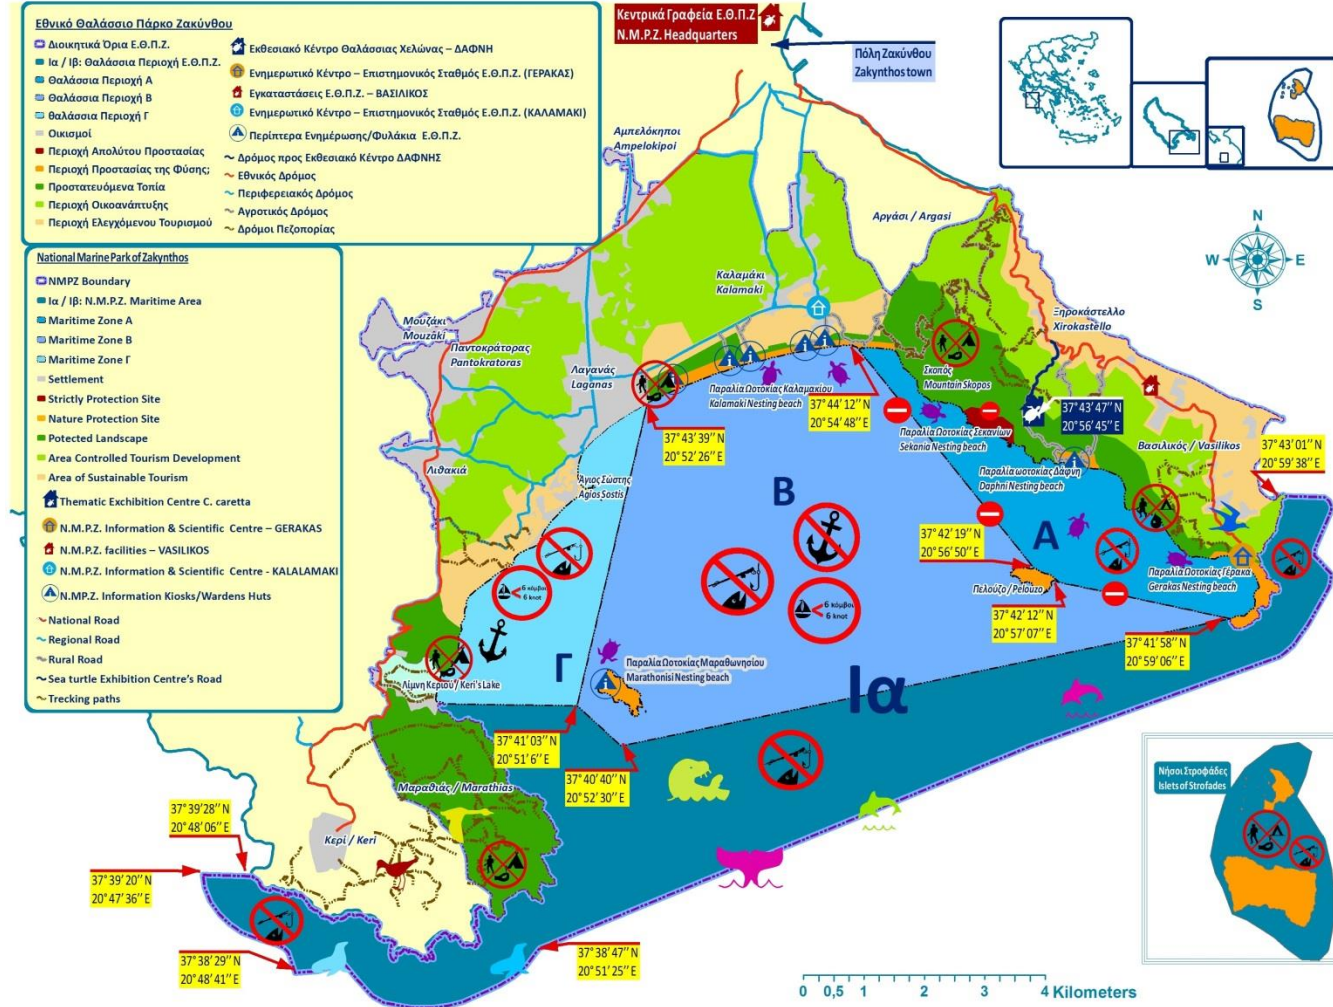 Εθνικό Θαλάσσιο Πάρκο Ζακύνθου
Διοικητικά Όρια Ε.Θ.Π.Ζ.
Ια / Ιβ: Θαλάσσια Περιοχή Ε.Θ.Π.Ζ.
Θαλάσσια Περιοχή Α
Θαλάσσια Περιοχή Β
Θαλάσσια Περιοχή Γ
Οικισμοί
Περιοχή Απολύτου Προστασίας
Περιοχή Προστασίας της Φύσης;
Προστατευόμενα Τοπία
Περιοχή Οικοανάπτυξης
Περιοχή Ελεγχόμενου Τουρισμού
Εκθεσιακό Κέντρο Θαλάσσιας Χελώνας – ΔΑΦΝΗ
Ενημερωτικό Κέντρο – Επιστημονικός Σταθμός Ε.Θ.Π.Ζ. (ΓΕΡΑΚΑΣ)
Εγκαταστάσεις Ε.Θ.Π.Ζ. – ΒΑΣΙΛΙΚΟΣ
Ενημερωτικό Κέντρο – Επιστημονικός Σταθμός Ε.Θ.Π.Ζ. (ΚΑΛΑΜΑΚΙ)
Περίπτερα Ενημέρωσης/Φυλάκια Ε.Θ.Π.Ζ.
Δρόμος προς Εκθεσιακό Κέντρο ΔΑΦΝΗΣ
Εθνικός Δρόμος
Περιφερειακός Δρόμος
Αγροτικός Δρόμος
Δρόμοι Πεζοπορίας
National Marine Park of Zakynthos
NMPZ Boundary
Ια / Ιβ: N.M.P.Z. Maritime Area
Maritime Zone A
Maritime Zone B
Maritime Zone Γ
Settlement
Strictly Protection Site
Nature Protection Site
Potected Landscape
Area Controlled Tourism Development
Area of Sustainable Tourism
Thematic Exhibition Centre C. caretta
N.M.P.Z. Information & Scientific Centre – GERAKAS
N.M.P.Z. facilities – VASILIKOS
N.M.P.Z. Information & Scientific Centre - KALALAMAKI
N.MP.Z. Information Kiosks/Wardens Huts
National Road
Regional Road
Rural Road
Sea turtle Exhibition Centre's Road
Trecking paths
Κεντρικά Γραφεία Ε.Θ.Π.Ζ
N.M.P.Z. Headquarters
Πόλη Ζακύνθου
Zakynthos town
Αμπελόκηποι
Ampelokipoi
Αργάσι / Argasi
N
W
E
S
Καλαμάκι
Kalamaki
Μουζάκι
Mouzaki
Παντοκράτορας
Pantokratoras
Λαγανάς
Laganas
Ξηροκάστελλο
Xirokastello
Σκοπός
Mountain Skopos
Παραλία Ωοτοκίας Καλαμακίου
Kalamaki Nesting beach
37° 44' 12'' N
20° 54' 48'' E
37° 43' 47'' N
20° 56' 45'' E
Παραλία Ωοτοκίας Σεκανίων
Sekania Nesting beach
37° 43' 39'' N
20° 52' 26'' E
Βασιλικός / Vasilikos
37° 43' 01'' N
20° 59' 38'' E
Παραλία ωοτοκίας Δάφνη
Daphni Nesting beach
Λιθακιά
Άγιος Σώστης
Agios Sostis
B
A
37° 42' 19'' N
20° 56' 50'' E
Πελούζο / Pelouzo
Παραλία Ωοτοκίας Γέρακα
Gerakas Nesting beach
6 κόμβοι
< 6 knot
6 κόμβοι
< 6 knot
37° 42' 12'' N
20° 57' 07'' E
37° 41' 58'' N
20° 59' 06'' E
Γ
Παραλία Ωοτοκίας Μαραθωνησίου
Marathonisi Nesting beach
Λίμνη Κεριού / Keri's Lake
Ια
37° 41' 03'' N
20° 51' 6'' E
37° 40' 40'' N
20° 52' 30'' E
Μαραθιάς / Marathias
Νήσοι Στροφάδες
Islets of Strofades
37° 39' 28'' N
20° 48' 06'' E
Κερί / Keri
37° 39' 20'' N
20° 47' 36'' E
37° 38' 29'' N
20° 48' 41'' E
37° 38' 47'' N
20° 51' 25'' E
0 0,5 1 2 3 4 Kilometers